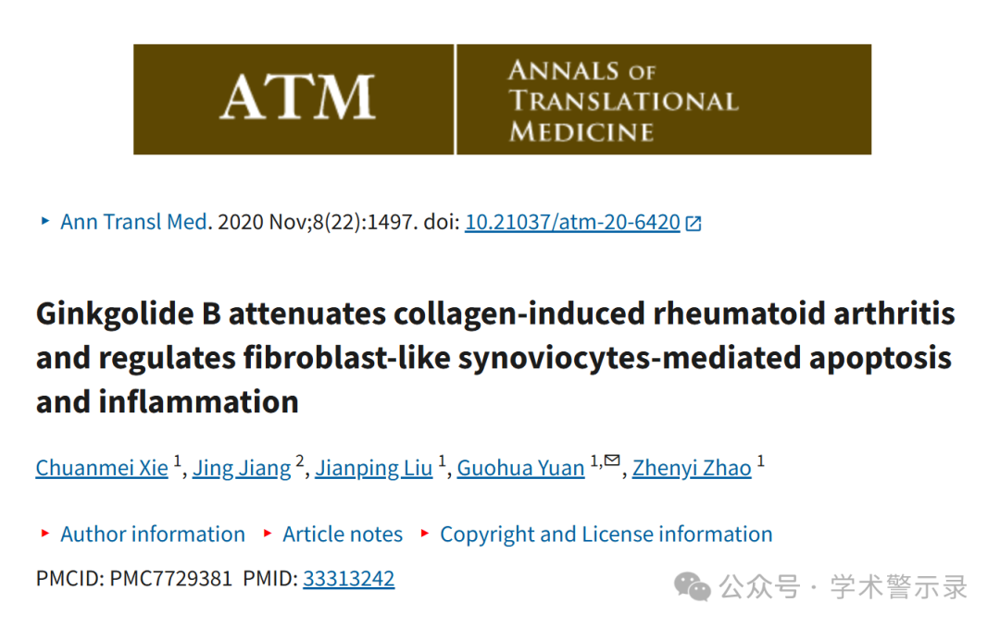 ATM
ANNALS OF
TRANSLATIONAL
MEDICINE
Ann Transl Med. 2020 Nov;8(22):1497. doi: 10.21037/atm-20-6420
Ginkgolide B attenuates collagen-induced rheumatoid arthritis
and regulates fibroblast-like synoviocytes-mediated apoptosis
and inflammation
Chuanmei Xie 1, Jing Jiang 2, Jianping Liu 1, Guohua Yuan 1,✉, Zhenyi Zhao 1
Author information Article notes Copyright and License information
PMCID: PMC7729381 PMID: 33313242
公众号 · 学术警示录